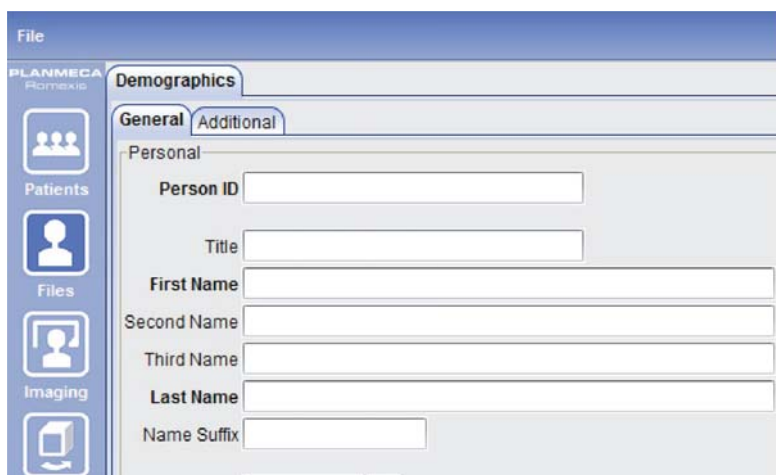 File
PLANMECA
Romexis
Demographics
General Additional
Personal
Patients
Person ID
Title
Files
First Name
Second Name
Third Name
Imaging
Last Name
Name Suffix